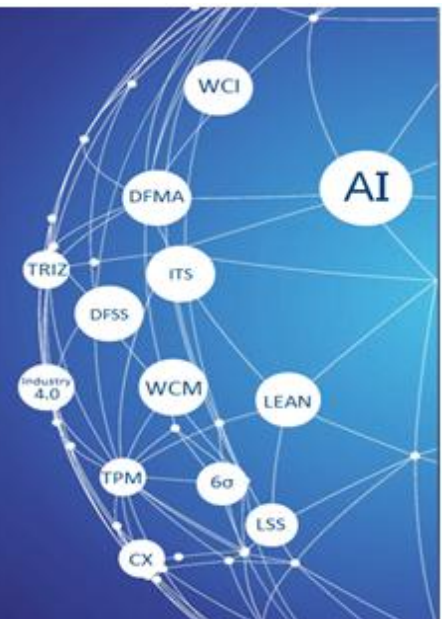 WCI
AI
DFMA
TRIZ
ITS
DFSS
Industry
4.0
WCM
LEAN
TPM
6σ
LSS
CX